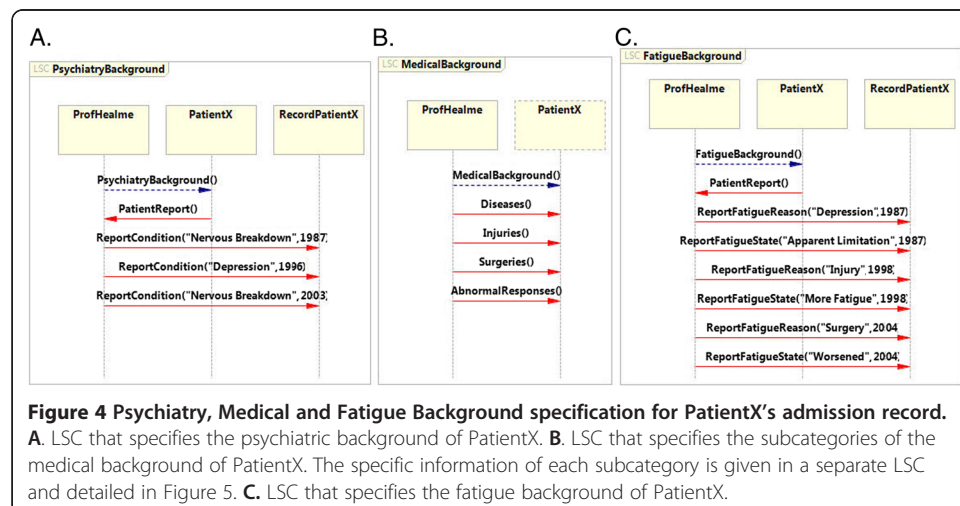 A.
LSC PsychiatryBackground
ProfHealme PatientX RecordPatientX
PsychiatryBackground()
PatientReport()
ReportCondition("Nervous Breakdown",1987)
ReportCondition("Depression",1996)
ReportCondition("Nervous Breakdown",2003)
B.
LSC MedicalBackground
ProfHealme PatientX
MedicalBackground()
Diseases()
Injuries()
Surgeries()
AbnormalResponses()
C.
LSC FatigueBackground
ProfHealme PatientX RecordPatientX
FatigueBackground()
PatientReport()
ReportFatigueReason("Depression",1987)
ReportFatigueState("Apparent Limitation",1987)
ReportFatigueReason("Injury",1998)
ReportFatigueState("More Fatigue",1998)
ReportFatigueReason("Surgery",2004)
ReportFatigueState("Worsened",2004)
Figure 4 Psychiatry, Medical and Fatigue Background specification for PatientX's admission record.
A. LSC that specifies the psychiatric background of PatientX. B. LSC that specifies the subcategories of the
medical background of PatientX. The specific information of each subcategory is given in a separate LSC
and detailed in Figure 5. C. LSC that specifies the fatigue background of PatientX.